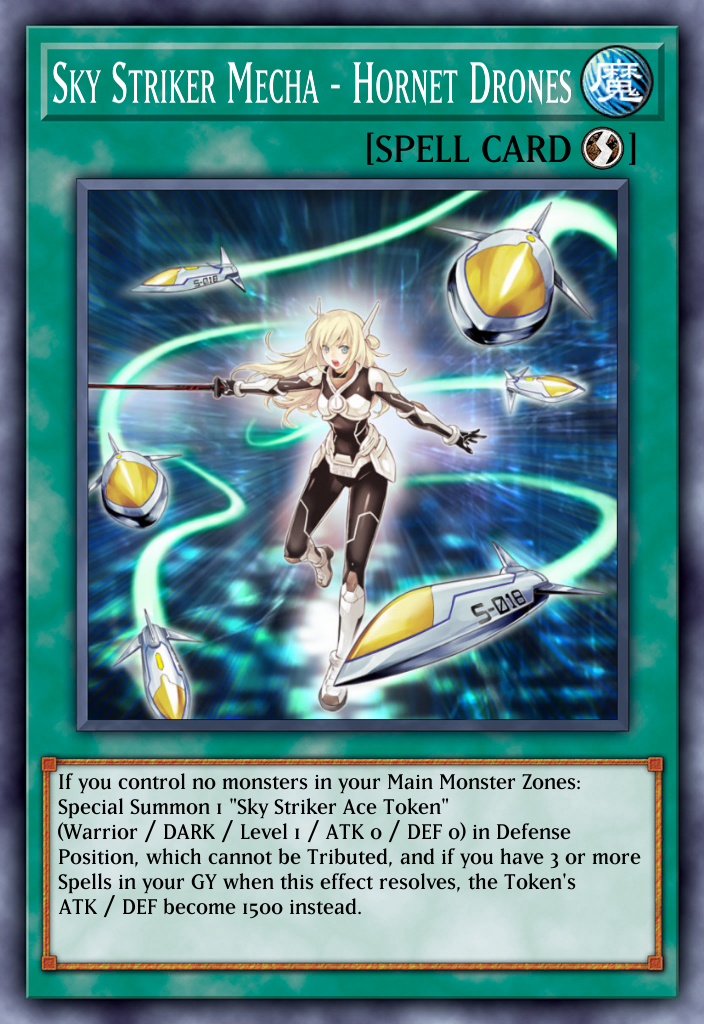 Sky Striker Mecha - Hornet Drones 魔
[SPELL CARD ]
S-018
S-018
If you control no monsters in your Main Monster Zones:
Special Summon 1 "Sky Striker Ace Token"
(Warrior / DARK / Level 1 / ATK 0 / DEF 0) in Defense
Position, which cannot be Tributed, and if you have 3 or more
Spells in your GY when this effect resolves, the Token's
ATK / DEF become 1500 instead.